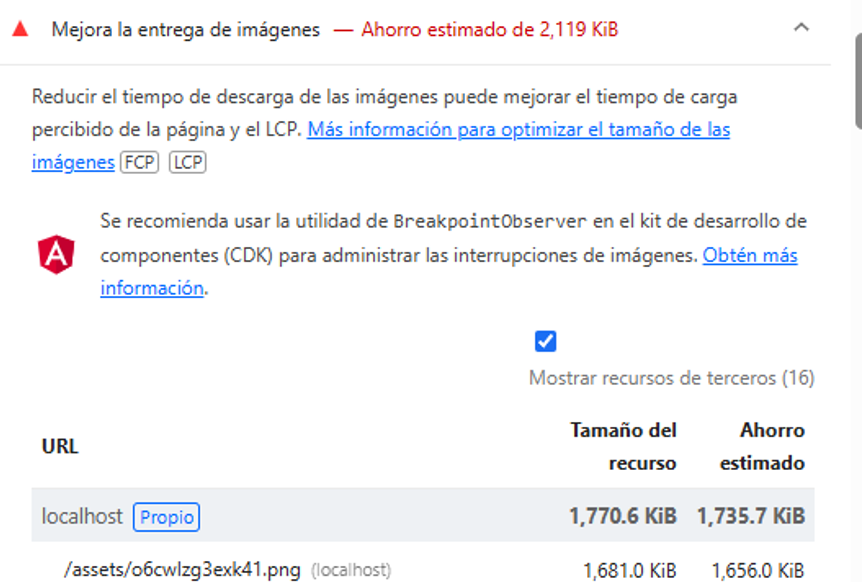 Mejora la entrega de imágenes — Ahorro estimado de 2,119 KiB
Reducir el tiempo de descarga de las imágenes puede mejorar el tiempo de carga
percibido de la página y el LCP. Más información para optimizar el tamaño de las
imágenes FCP LCP
Se recomienda usar la utilidad de BreakpointObserver en el kit de desarrollo de
componentes (CDK) para administrar las interrupciones de imágenes. Obtén más
información.
Mostrar recursos de terceros (16)
URL Tamaño del recurso Ahorro estimado
localhost Propio 1,770.6 KiB 1,735.7 KiB
/assets/o6cwlzg3exk41.png (localhost) 1,681.0 KiB 1,656.0 KiB